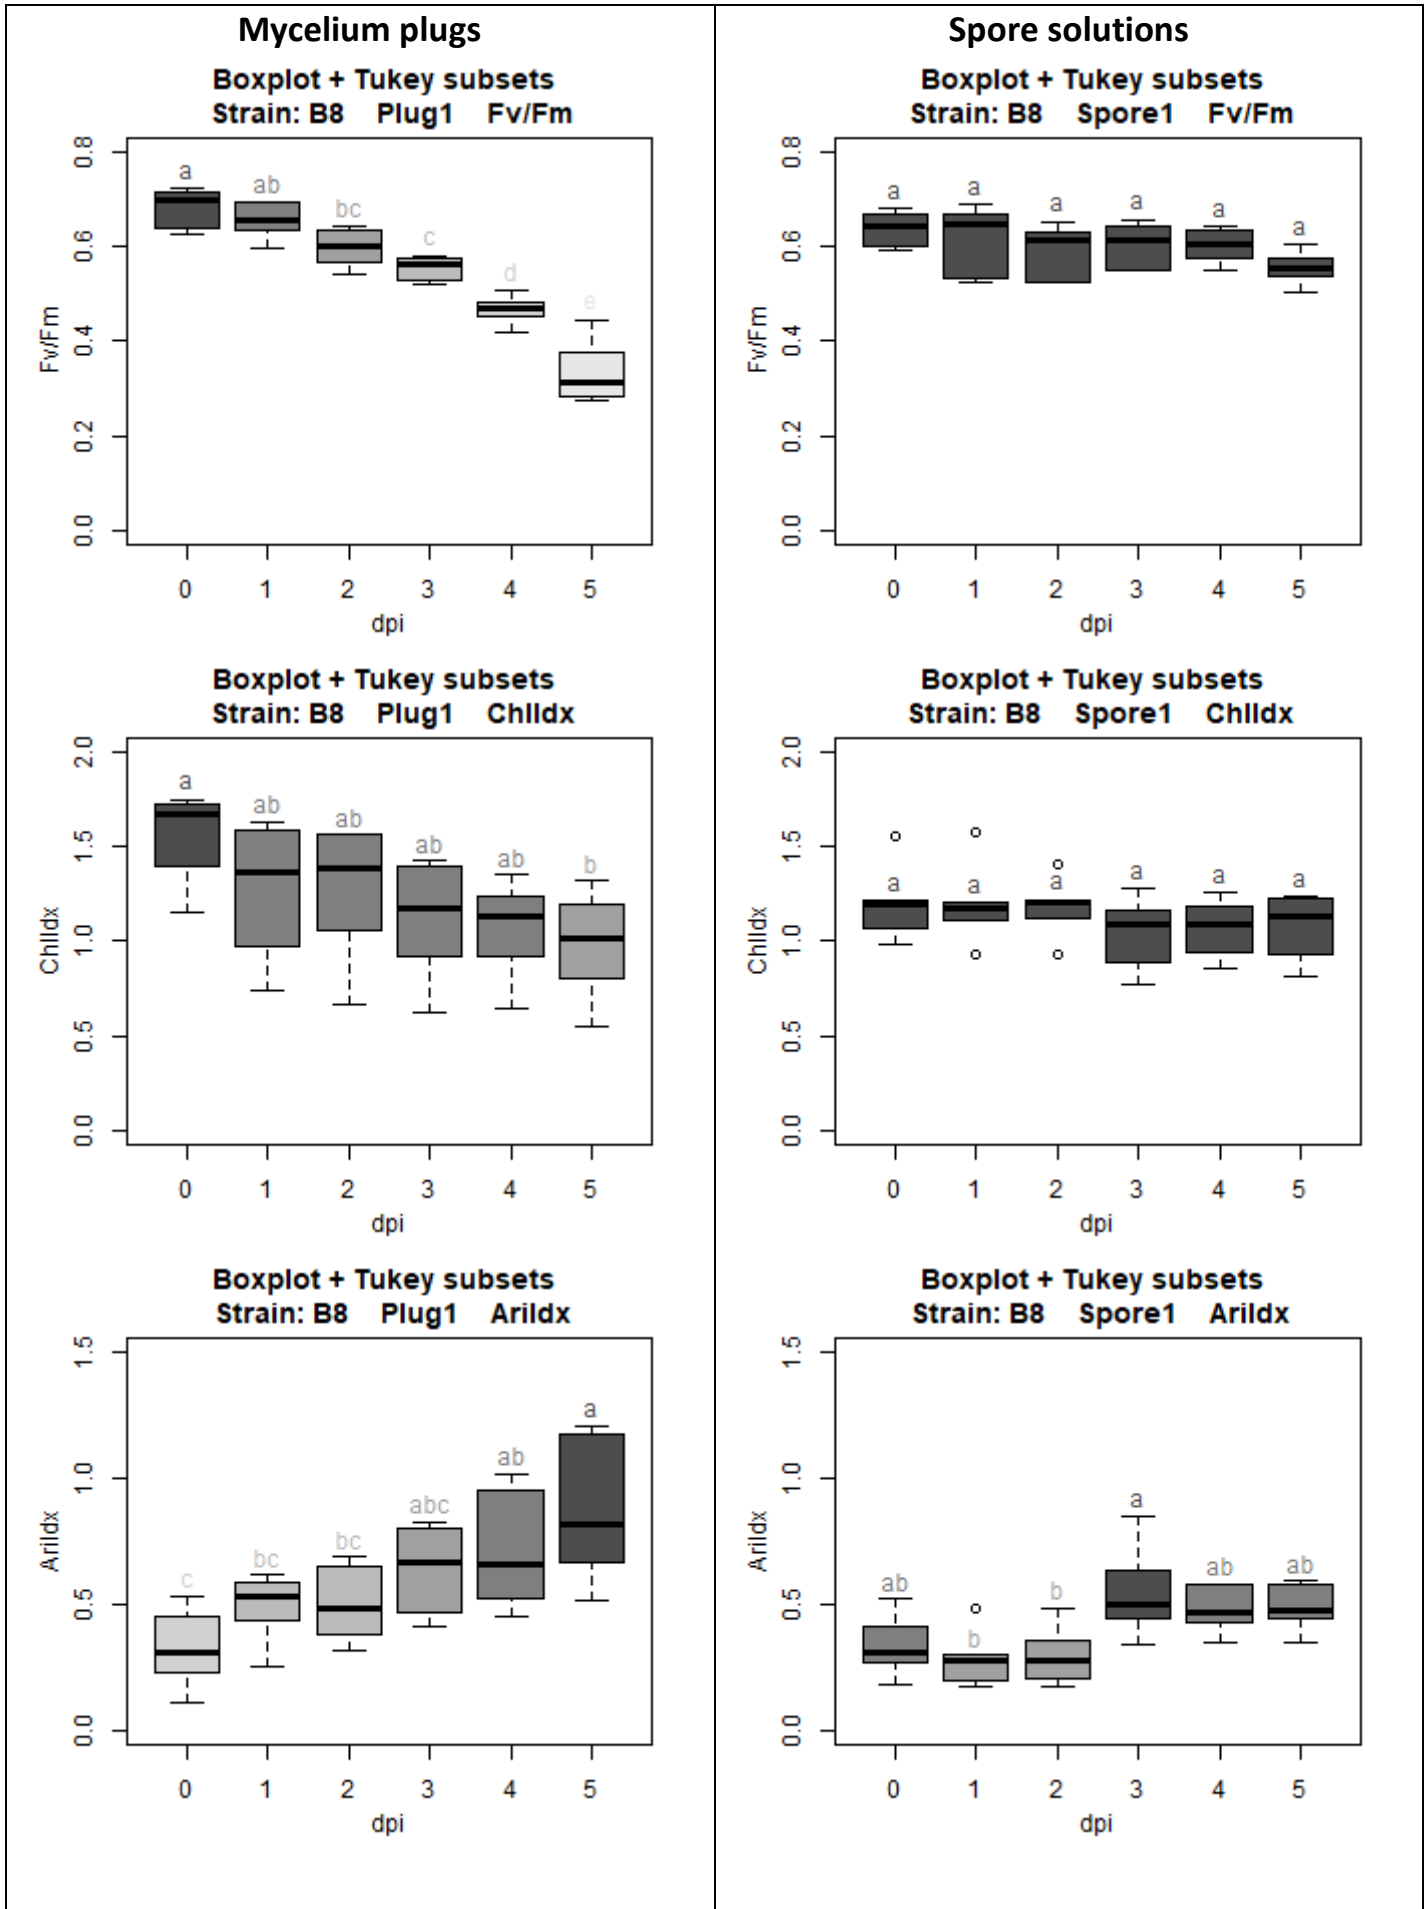 Mycelium plugs
Boxplot + Tukey subsets
Strain: B8 Plug1 Fv/Fm
0.8
0.6
0.4
0.2
0.0
Fv/Fm
a
ab
bc
c
d
e
0 1 2 3 4 5
dpi
Boxplot + Tukey subsets
Strain: B8 Plug1 ChlIdx
2.0
1.5
1.0
0.5
0.0
ChlIdx
a
ab
ab
ab
ab
b
0 1 2 3 4 5
dpi
Boxplot + Tukey subsets
Strain: B8 Plug1 AriIdx
1.5
1.0
0.5
0.0
AriIdx
c
bc
bc
abc
ab
a
0 1 2 3 4 5
dpi
Spore solutions
Boxplot + Tukey subsets
Strain: B8 Spore1 Fv/Fm
0.8
0.6
0.4
0.2
0.0
Fv/Fm
a
a
a
a
a
a
0 1 2 3 4 5
dpi
Boxplot + Tukey subsets
Strain: B8 Spore1 ChlIdx
2.0
1.5
1.0
0.5
0.0
ChlIdx
a
a
a
a
a
a
0 1 2 3 4 5
dpi
Boxplot + Tukey subsets
Strain: B8 Spore1 AriIdx
1.5
1.0
0.5
0.0
AriIdx
ab
b
b
a
ab
ab
0 1 2 3 4 5
dpi